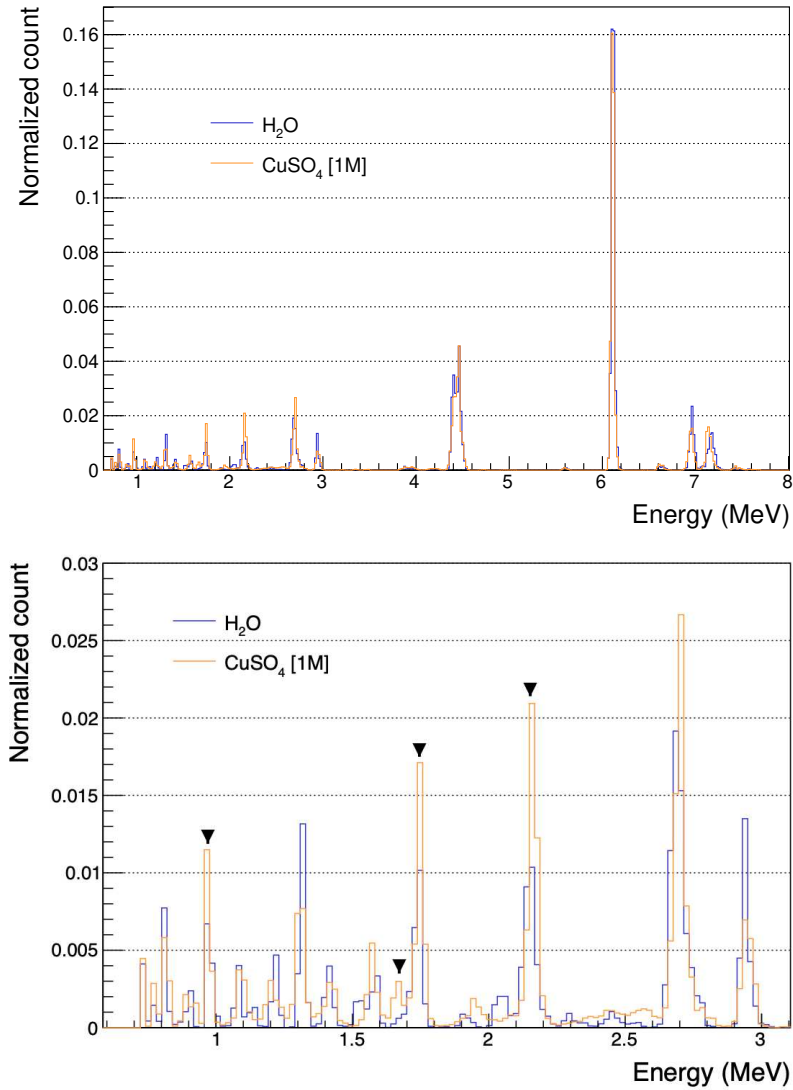 Normalized count
0.16
0.14
0.12
0.1
0.08
0.06
0.04
0.02
0
H₂O
CuSO₄ [1M]
1 2 3 4 5 6 7 8
Energy (MeV)
Normalized count
0.03
0.025
0.02
0.015
0.01
0.005
0
H₂O
CuSO₄ [1M]
1 1.5 2 2.5 3
Energy (MeV)